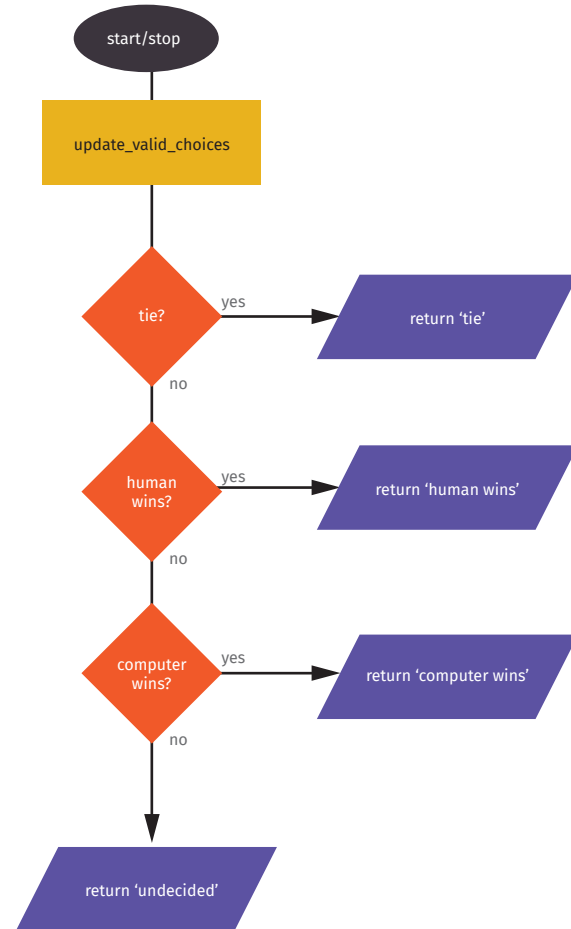 start/stop
update_valid_choices
tie?
yes
return ‘tie’
no
human
wins?
yes
return ‘human wins’
no
computer
wins?
yes
return ‘computer wins’
no
return ‘undecided’